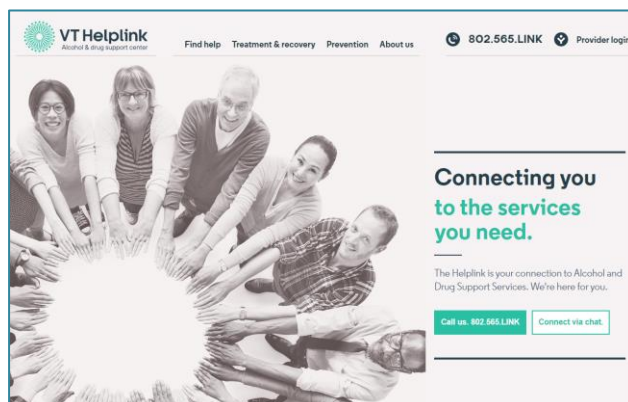 VT Helplink
Alcohol & drug support center
Find help Treatment & recovery Prevention About us
802.565.LINK Provider login
Connecting you
to the services
you need.
The Helplink is your connection to Alcohol and
Drug Support Services. We're here for you.
Call us. 802.565.LINK Connect via chat.